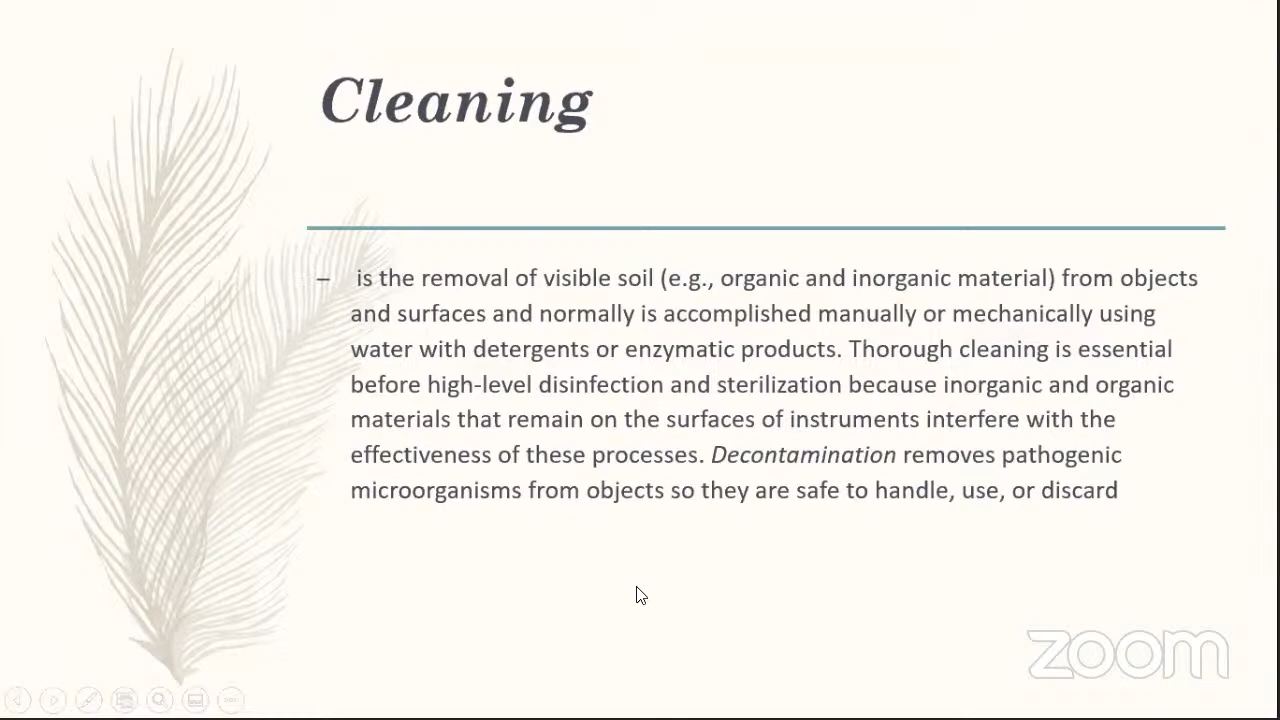 Cleaning
– is the removal of visible soil (e.g., organic and inorganic material) from objects
and surfaces and normally is accomplished manually or mechanically using
water with detergents or enzymatic products. Thorough cleaning is essential
before high-level disinfection and sterilization because inorganic and organic
materials that remain on the surfaces of instruments interfere with the
effectiveness of these processes. Decontamination removes pathogenic
microorganisms from objects so they are safe to handle, use, or discard
zoom